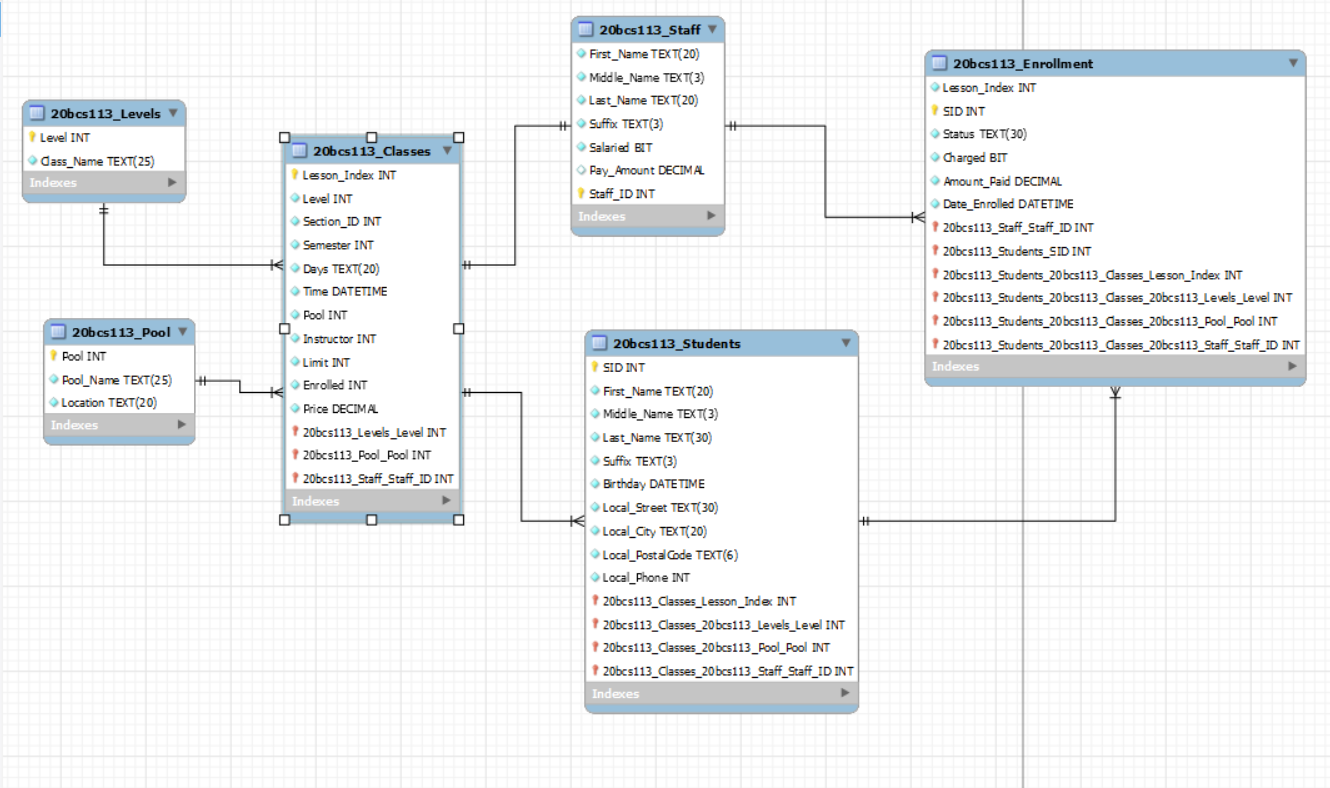 20bcs113_Levels
Level INT
Class_Name TEXT(25)
Indexes
20bcs113_Pool
Pool INT
Pool_Name TEXT(25)
Location TEXT(20)
Indexes
20bcs113_Classes
Lesson_Index INT
Level INT
Section_ID INT
Semester INT
Days TEXT(20)
Time DATETIME
Pool INT
Instructor INT
Limit INT
Enrolled INT
Price DECIMAL
20bcs113_Levels_Level INT
20bcs113_Pool_Pool INT
20bcs113_Staff_Staff_ID INT
Indexes
20bcs113_Staff
First_Name TEXT(20)
Middle_Name TEXT(3)
Last_Name TEXT(20)
Suffix TEXT(3)
Salaried BIT
Pay_Amount DECIMAL
Staff_ID INT
Indexes
20bcs113_Students
SID INT
First_Name TEXT(20)
Middle_Name TEXT(3)
Last_Name TEXT(30)
Suffix TEXT(3)
Birthday DATETIME
Local_Street TEXT(30)
Local_City TEXT(20)
Local_PostalCode TEXT(6)
Local_Phone INT
20bcs113_Classes_Lesson_Index INT
20bcs113_Classes_20bcs113_Levels_Level INT
20bcs113_Classes_20bcs113_Pool_Pool INT
20bcs113_Classes_20bcs113_Staff_Staff_ID INT
Indexes
20bcs113_Enrollment
Lesson_Index INT
SID INT
Status TEXT(30)
Charged BIT
Amount_Paid DECIMAL
Date_Enrolled DATETIME
20bcs113_Staff_Staff_ID INT
20bcs113_Students_SID INT
20bcs113_Students_20bcs113_Classes_Lesson_Index INT
20bcs113_Students_20bcs113_Classes_20bcs113_Levels_Level INT
20bcs113_Students_20bcs113_Classes_20bcs113_Pool_Pool INT
20bcs113_Students_20bcs113_Classes_20bcs113_Staff_Staff_ID INT
Indexes